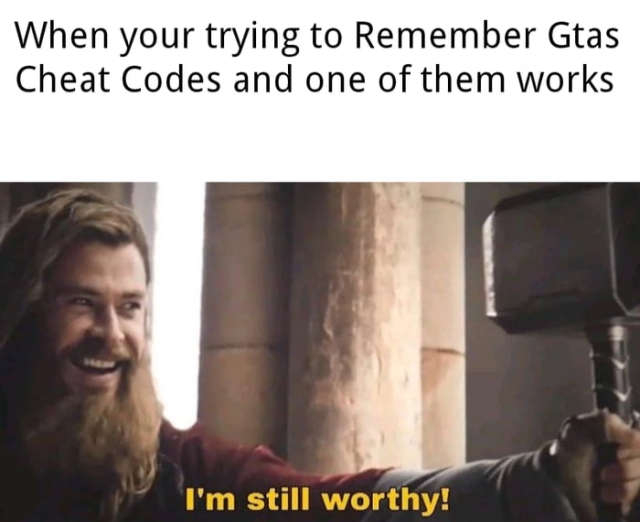 When your trying to Remember Gtas
Cheat Codes and one of them works
I'm still worthy!